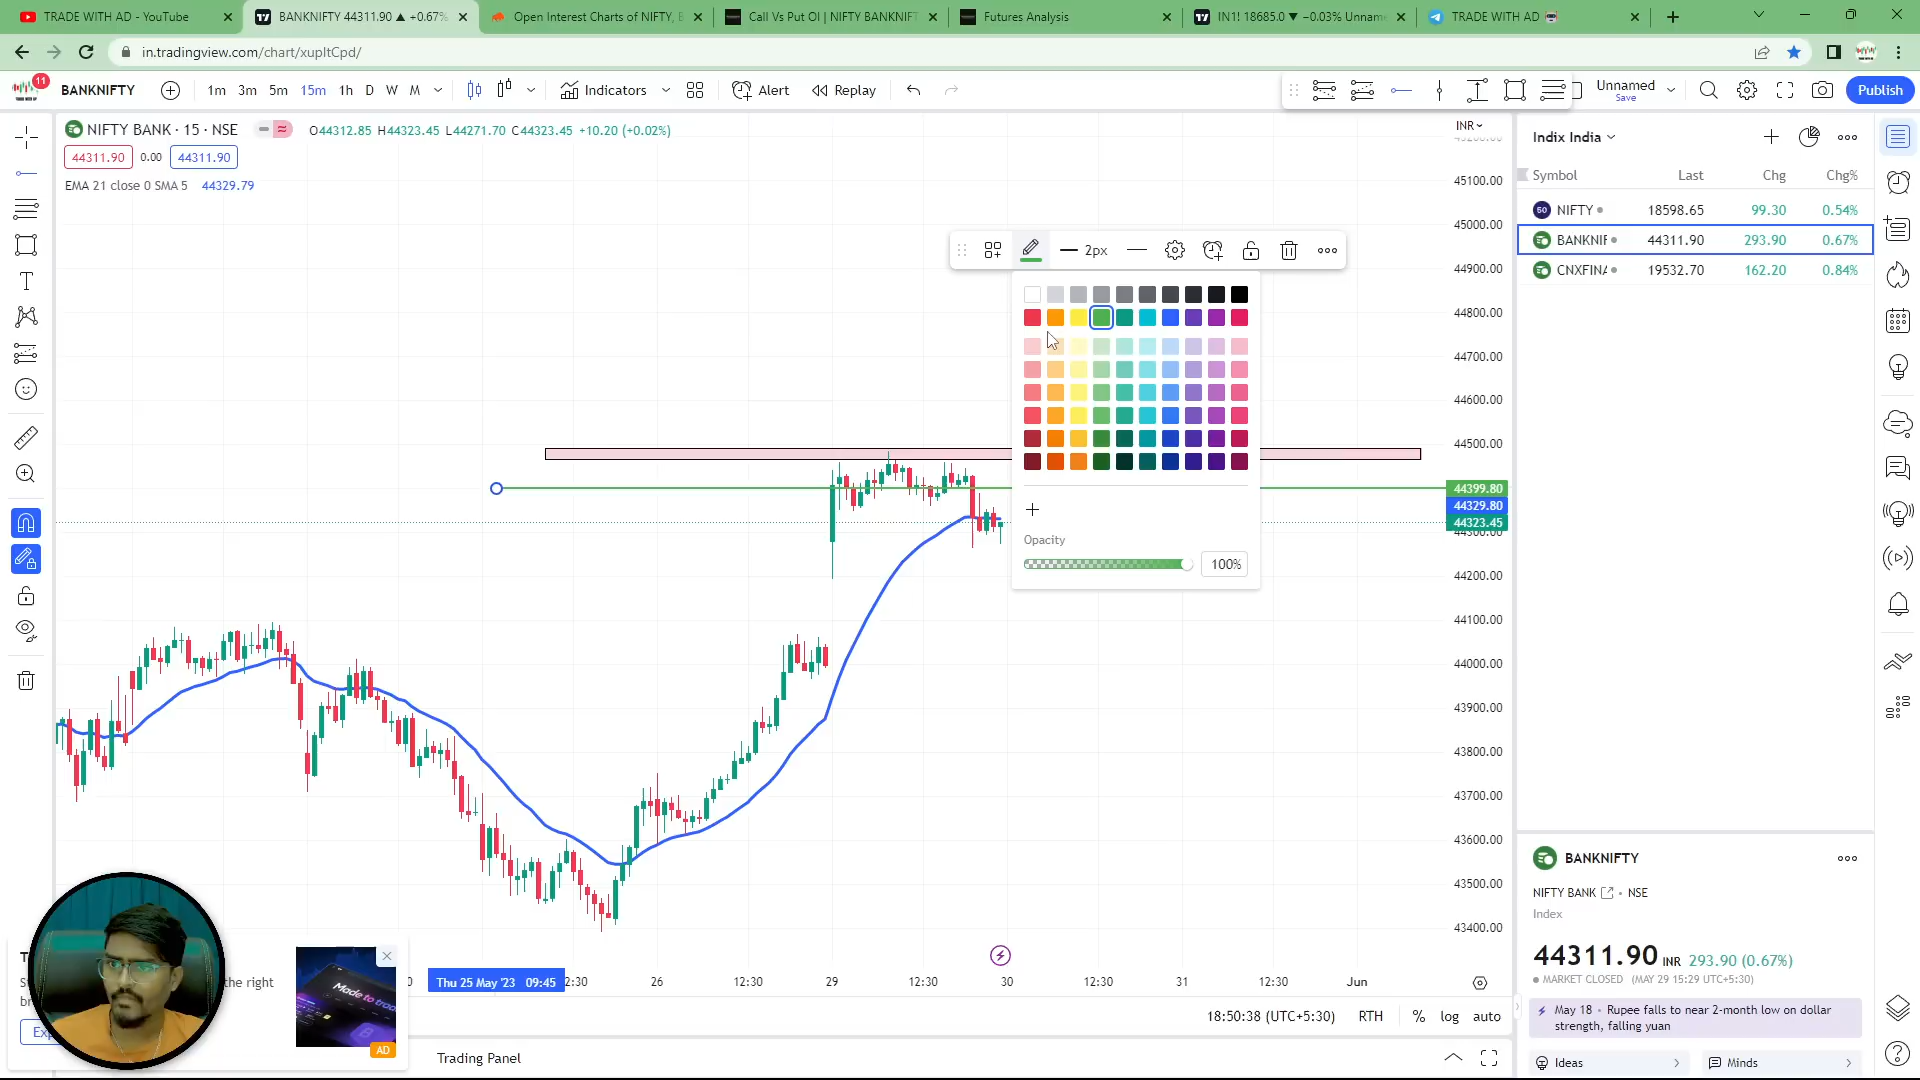 TRADE WITH AD - YouTube
BANKNIFTY 44311.90 ▲ +0.67%
Open Interest Charts of NIFTY, B
Call Vs Put OI | NIFTY BANKNIFT
Futures Analysis
IN1! 18685.0 ▼ −0.03% Unnam
TRADE WITH AD
in.tradingview.com/chart/xupItCpd/
11
BANKNIFTY
1m 3m 5m 15m 1h D W M
Indicators
Alert
Replay
Unnamed
Save
Publish
NIFTY BANK · 15 · NSE
O44312.85 H44323.45 L44271.70 C44323.45 +10.20 (+0.02%)
44311.90 0.00 44311.90
EMA 21 close 0 SMA 5 44329.79
INR
45100.00
45000.00
44900.00
44800.00
44700.00
44600.00
44500.00
44399.80
44329.80
44323.45
44300.00
44200.00
44100.00
44000.00
43900.00
43800.00
43700.00
43600.00
43500.00
43400.00
2px
Opacity
100%
Indix India
Symbol Last Chg Chg%
50 NIFTY 18598.65 99.30 0.54%
BANKNIF 44311.90 293.90 0.67%
CNXFINA 19532.70 162.20 0.84%
Thu 25 May '23 09:45
2:30 26 12:30 29 12:30 30 12:30 31 12:30 Jun
18:50:38 (UTC+5:30) RTH % log auto
Trading Panel
the right
Made to trad
AD
BANKNIFTY
NIFTY BANK · NSE
Index
44311.90 INR 293.90 (0.67%)
MARKET CLOSED (MAY 29 15:29 UTC+5:30)
May 18 · Rupee falls to near 2-month low on dollar
strength, falling yuan
Ideas
Minds